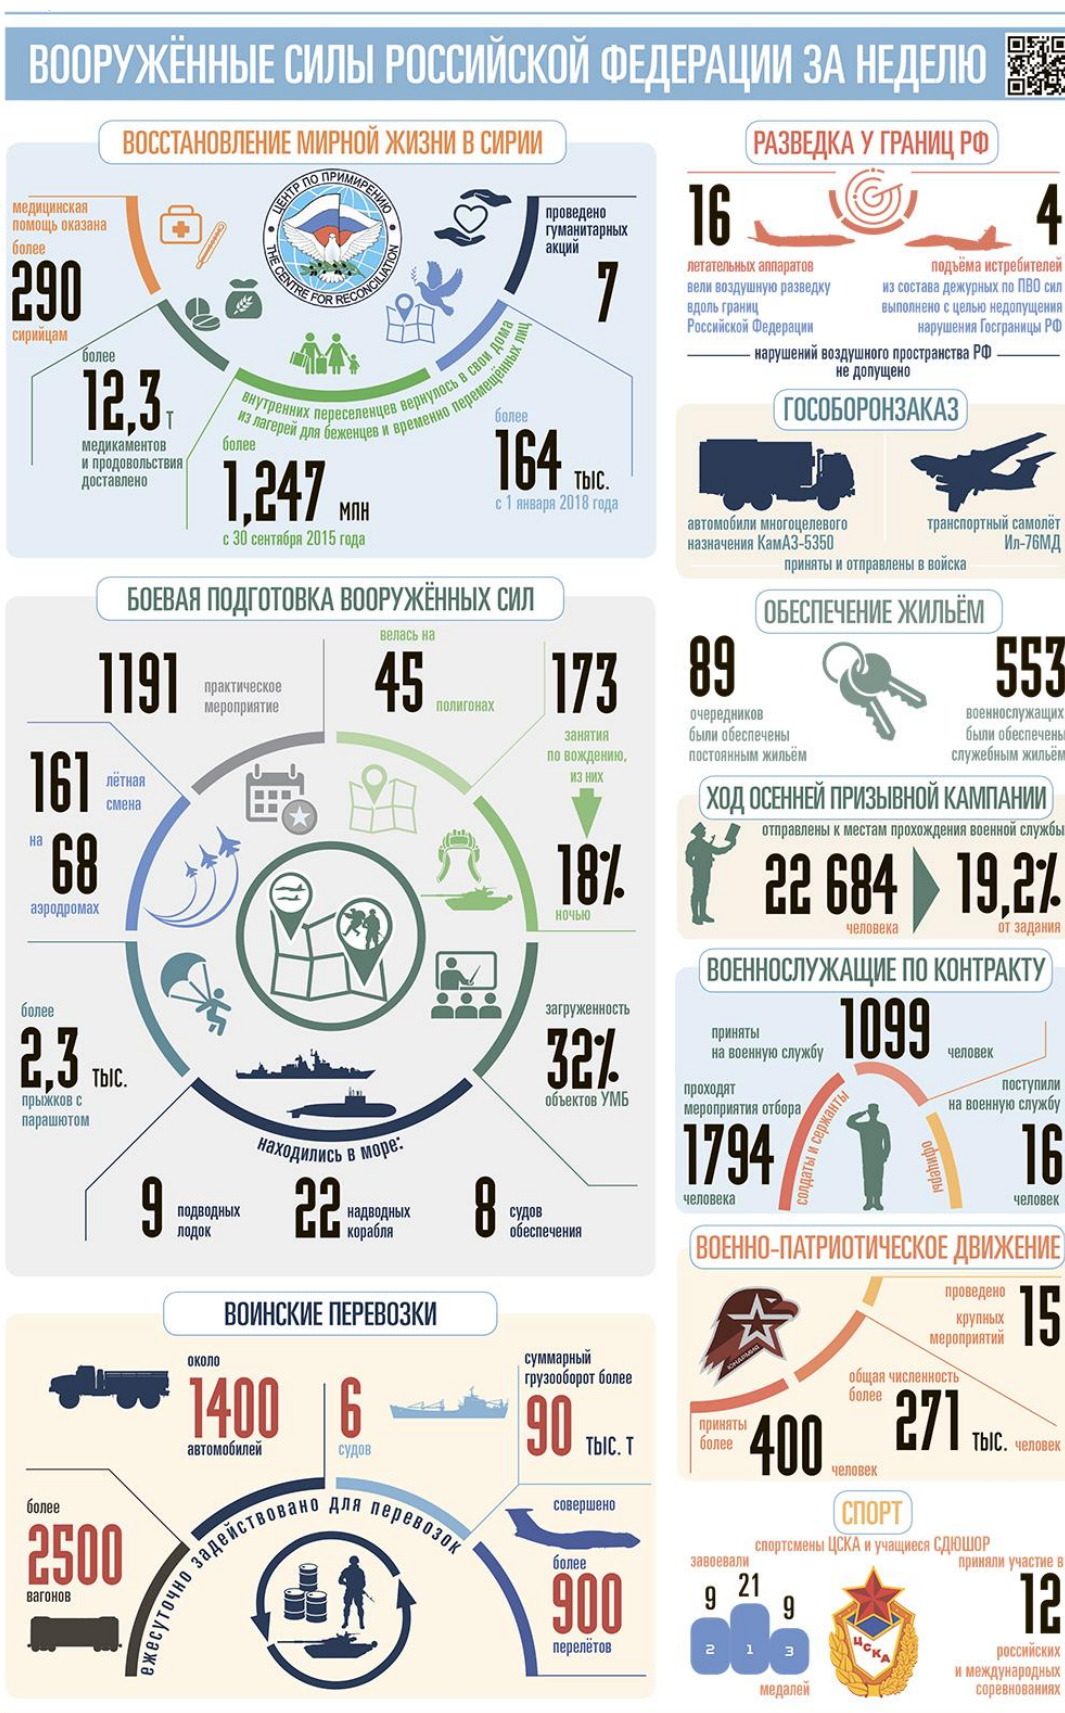 ВООРУЖЁННЫЕ СИЛЫ РОССИЙСКОЙ ФЕДЕРАЦИИ ЗА НЕДЕЛЮ
ВОССТАНОВЛЕНИЕ МИРНОЙ ЖИЗНИ В СИРИИ
медицинская
помощь оказана
более
290
сирийцам
ЦЕНТР ПО ПРИМИРЕНИЮ
THE CENTRE FOR RECONCILIATION
проведено
гуманитарных
акций
7
более
12,3 т
медикаментов
и продовольствия
доставлено
внутренних переселенцев вернулось в свои дома
из лагерей для беженцев и временно перемещённых лиц
более
1,247 млн
с 30 сентября 2015 года
более
164 тыс.
с 1 января 2018 года
БОЕВАЯ ПОДГОТОВКА ВООРУЖЁННЫХ СИЛ
1191
практическое
мероприятие
велась на
45
полигонах
173
занятия
по вождению,
из них
18%
ночью
161
лётная
смена
на
68
аэродромах
более
2,3 тыс.
прыжков с
парашютом
загруженность
32%
объектов УМБ
находились в море:
9 подводных
лодок
22 надводных
корабля
8 судов
обеспечения
ВОИНСКИЕ ПЕРЕВОЗКИ
около
1400
автомобилей
6
судов
суммарный
грузооборот более
90 тыс. т
более
2500
вагонов
ежесуточно задействовано для перевозок
совершено
более
900
перелётов
РАЗВЕДКА У ГРАНИЦ РФ
16
летательных аппаратов
вели воздушную разведку
вдоль границ
Российской Федерации
4
подъёма истребителей
из состава дежурных по ПВО сил
выполнено с целью недопущения
нарушения Госграницы РФ
нарушений воздушного пространства РФ
не допущено
ГОСОБОРОНЗАКАЗ
автомобили многоцелевого
назначения КамАЗ-5350
транспортный самолёт
Ил-76МД
приняты и отправлены в войска
ОБЕСПЕЧЕНИЕ ЖИЛЬЁМ
89
очередников
были обеспечены
постоянным жильём
553
военнослужащих
были обеспечены
служебным жильём
ХОД ОСЕННЕЙ ПРИЗЫВНОЙ КАМПАНИИ
отправлены к местам прохождения военной службы
22 684
человека
19,2%
от задания
ВОЕННОСЛУЖАЩИЕ ПО КОНТРАКТУ
приняты
на военную службу
1099
человек
проходят
мероприятия отбора
1794
человека
солдаты и сержанты
офицеры
поступили
на военную службу
16
человек
ВОЕННО-ПАТРИОТИЧЕСКОЕ ДВИЖЕНИЕ
ЮНАРМИЯ
проведено
крупных
мероприятий
15
общая численность
более
271 тыс. человек
приняты
более
400
человек
СПОРТ
спортсмены ЦСКА и учащиеся СДЮШОР
завоевали
9 21 9
2 1 3
медалей
ЦСКА
приняли участие в
12
российских
и международных
соревнованиях